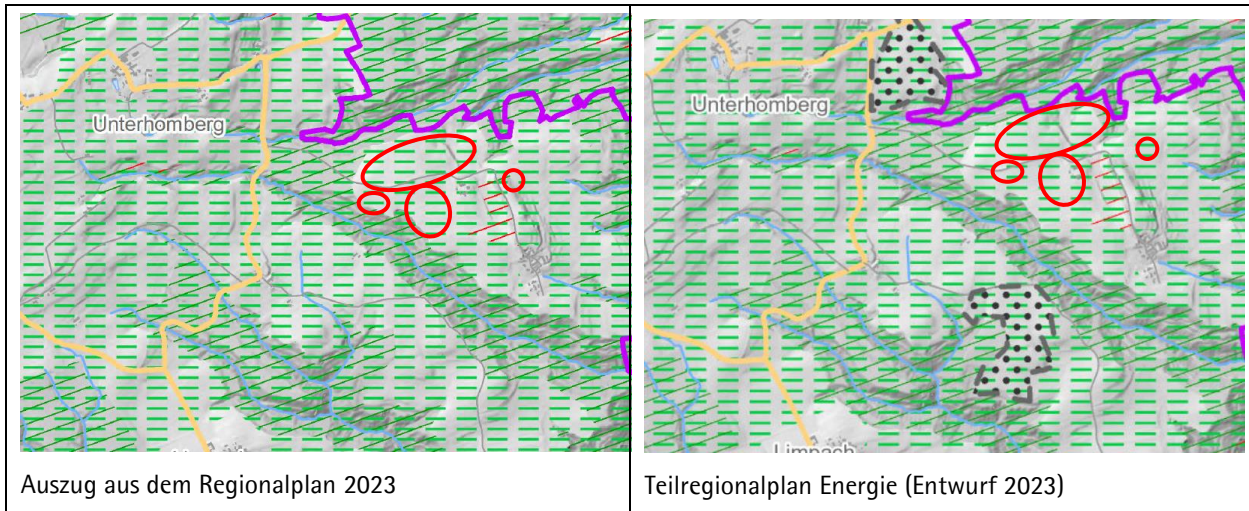 Unterhomberg
Auszug aus dem Regionalplan 2023
Unterhomberg
Limpach
Teilregionalplan Energie (Entwurf 2023)